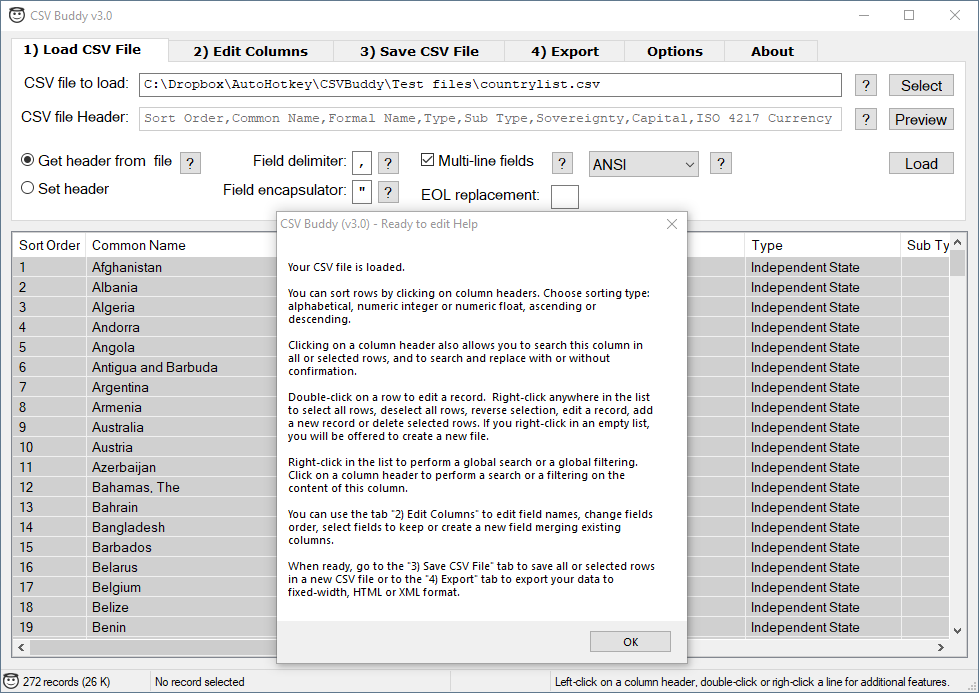 CSV Buddy v3.0
1) Load CSV File 2) Edit Columns 3) Save CSV File 4) Export Options About
CSV file to load: C:\Dropbox\AutoHotkey\CSVBuddy\Test files\countrylist.csv ? Select
CSV file Header: Sort Order,Common Name,Formal Name,Type,Sub Type,Sovereignty,Capital,ISO 4217 Currency ? Preview
Get header from file ? Field delimiter: , ? Multi-line fields ? ANSI ? Load
Set header Field encapsulator: " ? EOL replacement:
CSV Buddy (v3.0) - Ready to edit Help
Your CSV file is loaded.
You can sort rows by clicking on column headers. Choose sorting type:
alphabetical, numeric integer or numeric float, ascending or
descending.
Clicking on a column header also allows you to search this column in
all or selected rows, and to search and replace with or without
confirmation.
Double-click on a row to edit a record.  Right-click anywhere in the list
to select all rows, deselect all rows, reverse selection, edit a record, add
a new record or delete selected rows. If you right-click in an empty list,
you will be offered to create a new file.
Right-click in the list to perform a global search or a global filtering.
Click on a column header to perform a search or a filtering on the
content of this column.
You can use the tab "2) Edit Columns" to edit field names, change fields
order, select fields to keep or create a new field merging existing
columns.
When ready, go to the "3) Save CSV File" tab to save all or selected rows
in a new CSV file or to the "4) Export" tab to export your data to
fixed-width, HTML or XML format.
OK
Sort Order Common Name Type Sub Ty
1 Afghanistan Independent State
2 Albania Independent State
3 Algeria Independent State
4 Andorra Independent State
5 Angola Independent State
6 Antigua and Barbuda Independent State
7 Argentina Independent State
8 Armenia Independent State
9 Australia Independent State
10 Austria Independent State
11 Azerbaijan Independent State
12 Bahamas, The Independent State
13 Bahrain Independent State
14 Bangladesh Independent State
15 Barbados Independent State
16 Belarus Independent State
17 Belgium Independent State
18 Belize Independent State
19 Benin Independent State
272 records (26 K) No record selected Left-click on a column header, double-click or righ-click a line for additional features.